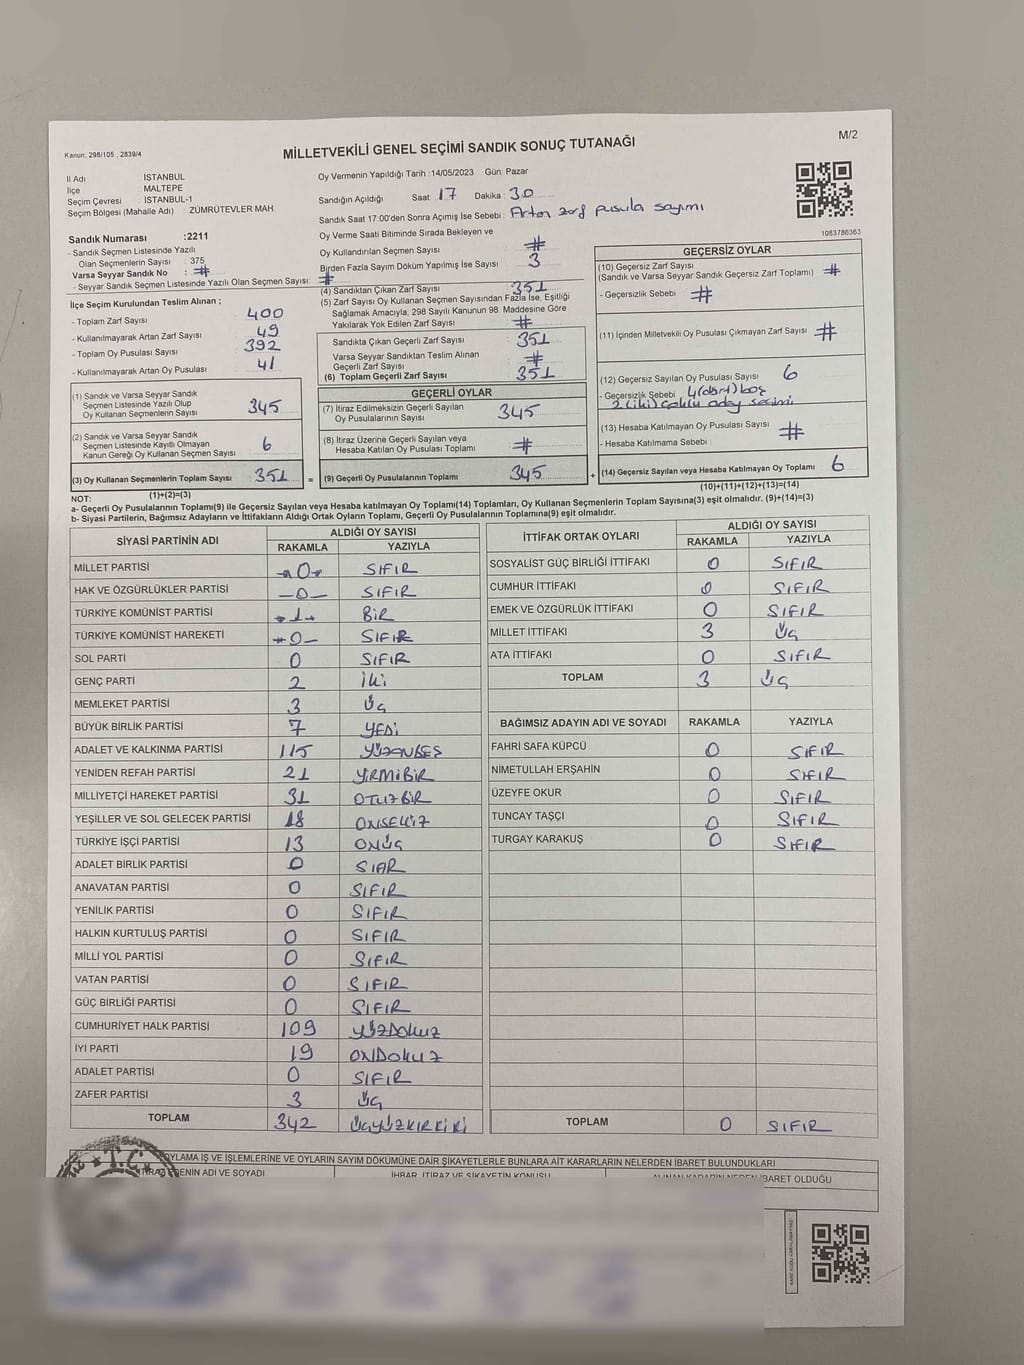 M/2
Kanun, 298/105 , 2839/4
MİLLETVEKİLİ GENEL SEÇİMİ SANDIK SONUÇ TUTANAĞI
İl Adı İSTANBUL
İlçe MALTEPE
Seçim Çevresi : İSTANBUL-1
Seçim Bölgesi (Mahalle Adı) : ZÜMRÜTEVLER MAH.
Sandık Numarası :2211
- Sandık Seçmen Listesinde Yazılı
Olan Seçmenlerin Sayısı : 375
Varsa Seyyar Sandık No : #
- Seyyar Sandık Seçmen Listesinde Yazılı Olan Seçmen Sayısı: #
Oy Vermenin Yapıldığı Tarih :14/05/2023 Gün: Pazar
Sandığın Açıldığı Saat : 17 Dakika : 30
Sandık Saat 17:00'den Sonra Açımış İse Sebebi : Artan zarf pusula sayımı
Oy Verme Saati Bitiminde Sırada Bekleyen ve
Oy Kullandırılan Seçmen Sayısı #
Birden Fazla Sayım Döküm Yapılmış İse Sayısı 3
1083786363
İlçe Seçim Kurulundan Teslim Alınan ;
- Toplam Zarf Sayısı : 400
- Kullanılmayarak Artan Zarf Sayısı 49
- Toplam Oy Pusulası Sayısı 392
- Kullanılmayarak Artan Oy Pusulası 41
(1) Sandık ve Varsa Seyyar Sandık
Seçmen Listesinde Yazılı Olup
Oy Kullanan Seçmenlerin Sayısı 345
(2) Sandık ve Varsa Seyyar Sandık
Seçmen Listesinde Kayıtlı Olmayan
Kanun Gereği Oy Kullanan Seçmen Sayısı 6
(3) Oy Kullanan Seçmenlerin Toplam Sayısı : 351 =
(1)+(2)=(3)
(4) Sandıktan Çıkan Zarf Sayısı 351
(5) Zarf Sayısı Oy Kullanan Seçmen Sayısından Fazla İse, Eşitliği
Sağlamak Amacıyla, 298 Sayılı Kanunun 98. Maddesine Göre
Yakılarak Yok Edilen Zarf Sayısı : #
Sandıkta Çıkan Geçerli Zarf Sayısı : 351
Varsa Seyyar Sandıktan Teslim Alınan
Geçerli Zarf Sayısı : #
(6) Toplam Geçerli Zarf Sayısı : 351
GEÇERLİ OYLAR
(7) İtiraz Edilmeksizin Geçerli Sayılan
Oy Pusulalarının Sayısı : 345
(8) İtiraz Üzerine Geçerli Sayılan veya
Hesaba Katılan Oy Pusulası Toplamı : #
(9) Geçerli Oy Pusulalarının Toplamı : 345 +
GEÇERSİZ OYLAR
(10) Geçersiz Zarf Sayısı
(Sandık ve Varsa Seyyar Sandık Geçersiz Zarf Toplamı) : #
- Geçersizlik Sebebi : #
(11) İçinden Milletvekili Oy Pusulası Çıkmayan Zarf Sayısı : #
(12) Geçersiz Sayılan Oy Pusulası Sayısı : 6
- Geçersizlik Sebebi : 4(dört) boş
2 (iki) çoklu aday seçimi
(13) Hesaba Katılmayan Oy Pusulası Sayısı : #
- Hesaba Katılmama Sebebi :
(14) Geçersiz Sayılan veya Hesaba Katılmayan Oy Toplamı : 6
(10)+(11)+(12)+(13)=(14)
NOT:
a- Geçerli Oy Pusulalarının Toplamı(9) ile Geçersiz Sayılan veya Hesaba katılmayan Oy Toplamı(14) Toplamları, Oy Kullanan Seçmenlerin Toplam Sayısına(3) eşit olmalıdır. (9)+(14)=(3)
b- Siyasi Partilerin, Bağımsız Adayların ve İttifakların Aldığı Ortak Oyların Toplamı, Geçerli Oy Pusulalarının Toplamına(9) eşit olmalıdır.
SİYASİ PARTİNİN ADI ALDIĞI OY SAYISI
RAKAMLA YAZIYLA
MİLLET PARTİSİ -0- SIFIR
HAK VE ÖZGÜRLÜKLER PARTİSİ -0- SIFIR
TÜRKİYE KOMÜNİST PARTİSİ -1- BİR
TÜRKİYE KOMÜNİST HAREKETİ -0- SIFIR
SOL PARTİ 0 SIFIR
GENÇ PARTİ 2 iki
MEMLEKET PARTİSİ 3 üç
BÜYÜK BİRLİK PARTİSİ 7 YEDİ
ADALET VE KALKINMA PARTİSİ 115 YÜZONBEŞ
YENİDEN REFAH PARTİSİ 21 YİRMİBİR
MİLLİYETÇİ HAREKET PARTİSİ 31 OTUZBİR
YEŞİLLER VE SOL GELECEK PARTİSİ 18 ONSEKİZ
TÜRKİYE İŞÇİ PARTİSİ 13 ONÜÇ
ADALET BİRLİK PARTİSİ 0 SIFIR
ANAVATAN PARTİSİ 0 SIFIR
YENİLİK PARTİSİ 0 SIFIR
HALKIN KURTULUŞ PARTİSİ 0 SIFIR
MİLLİ YOL PARTİSİ 0 SIFIR
VATAN PARTİSİ 0 SIFIR
GÜÇ BİRLİĞİ PARTİSİ 0 SIFIR
CUMHURİYET HALK PARTİSİ 109 YÜZDOKUZ
İYİ PARTİ 19 ONDOKUZ
ADALET PARTİSİ 0 SIFIR
ZAFER PARTİSİ 3 üç
TOPLAM 342 üçyüzkırkiki
İTTİFAK ORTAK OYLARI ALDIĞI OY SAYISI
RAKAMLA YAZIYLA
SOSYALİST GÜÇ BİRLİĞİ İTTİFAKI 0 SIFIR
CUMHUR İTTİFAKI 0 SIFIR
EMEK VE ÖZGÜRLÜK İTTİFAKI 0 SIFIR
MİLLET İTTİFAKI 3 üç
ATA İTTİFAKI 0 SIFIR
TOPLAM 3 üç
BAĞIMSIZ ADAYIN ADI VE SOYADI RAKAMLA YAZIYLA
FAHRİ SAFA KÜPCÜ 0 SIFIR
NİMETULLAH ERŞAHİN 0 SIFIR
ÜZEYFE OKUR 0 SIFIR
TUNCAY TAŞÇI 0 SIFIR
TURGAY KARAKUŞ 0 SIFIR
TOPLAM 0 SIFIR
OYLAMA İŞ VE İŞLEMLERİNE VE OYLARIN SAYIM DÖKÜMÜNE DAİR ŞİKAYETLERLE BUNLARA AİT KARARLARIN NELERDEN İBARET BULUNDUKLARI
İTİRAZ EDENİN ADI VE SOYADI İHBAR, İTİRAZ VE ŞİKAYETİN KONUSU ALINAN KARARIN NEDEN İBARET OLDUĞU
T.C.